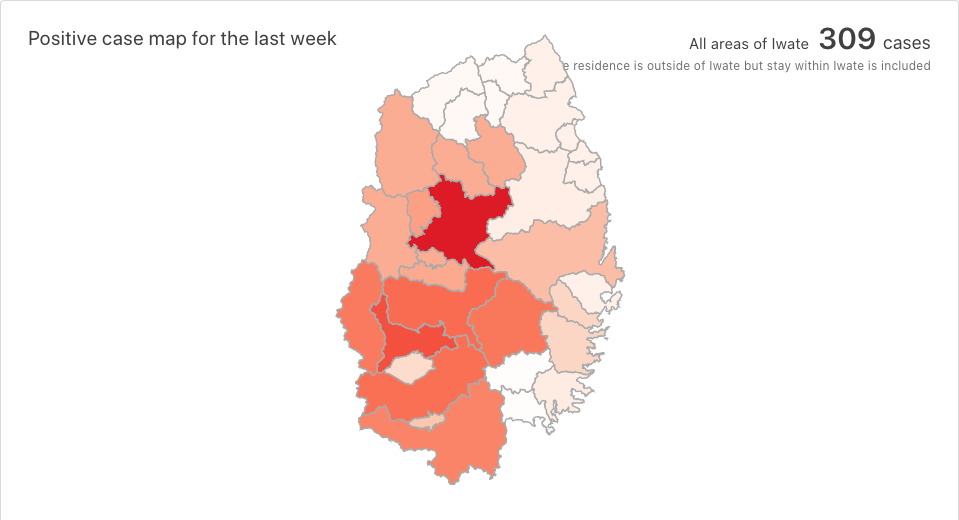 Positive case map for the last week
All areas of Iwate 309 cases
residence is outside of Iwate but stay within Iwate is included